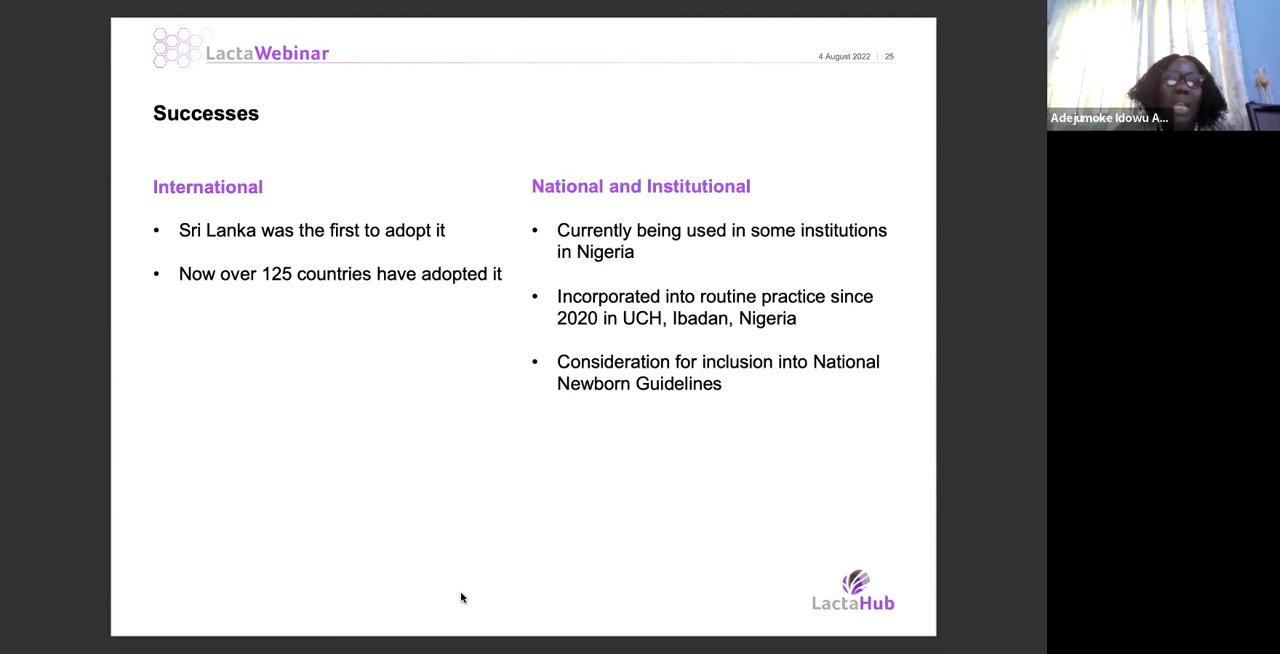 LactaWebinar
4 August 2022 | 25
Successes
International
• Sri Lanka was the first to adopt it
• Now over 125 countries have adopted it
National and Institutional
• Currently being used in some institutions
in Nigeria
• Incorporated into routine practice since
2020 in UCH, Ibadan, Nigeria
• Consideration for inclusion into National
Newborn Guidelines
LactaHub
Adejumoke Idowu A...